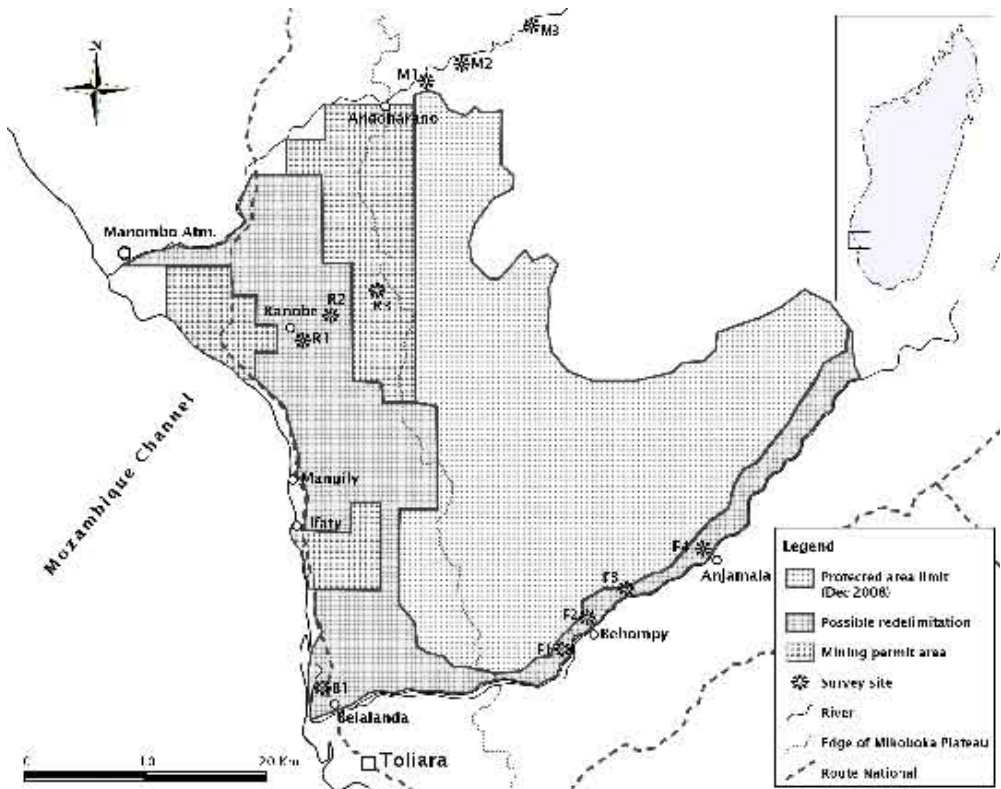 N
M3
M2
M1
Andoharano
Manombo Atm.
R2
R3
Ranobe
R1
Mozambique Channel
Mangily
Ifaty
F4
Anjamala
F3
F2
Behompy
F1
B1
Belalanda
Toliara
0 10 20 Km
Legend
Protected area limit
(Dec 2008)
Possible redelimitation
Mining permit area
Survey site
River
Edge of Mikoboka Plateau
Route National